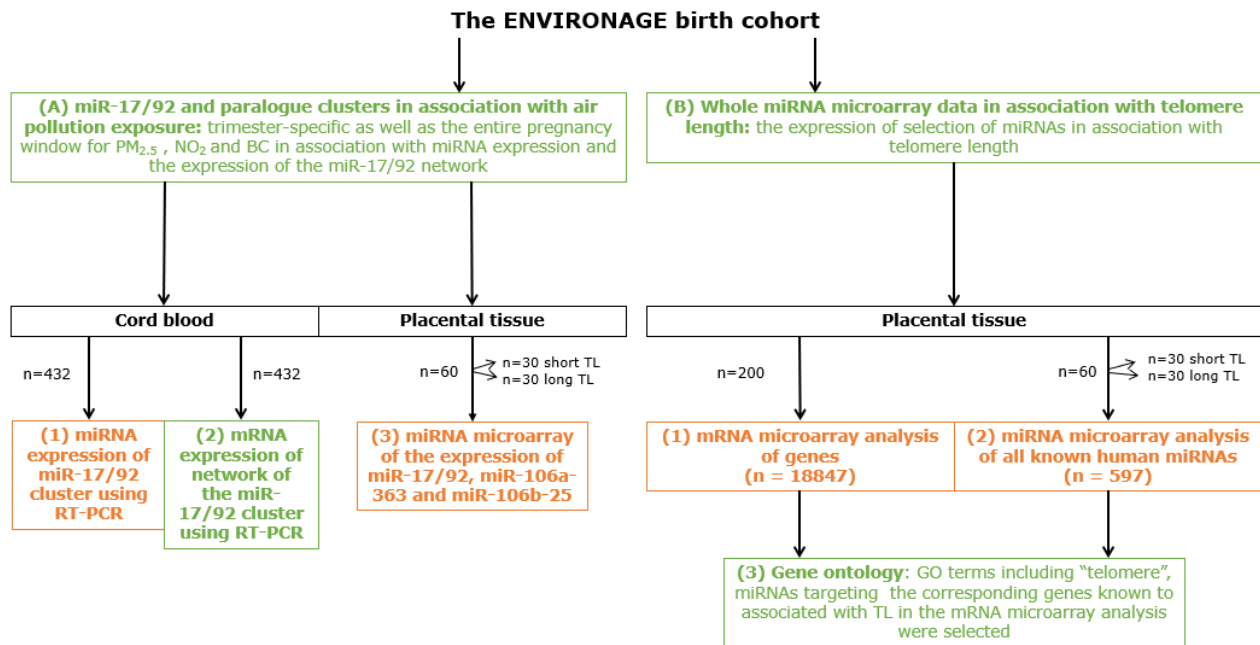 The ENVIRONAGE birth cohort
(A) miR-17/92 and paralogue clusters in association with air
pollution exposure: trimester-specific as well as the entire pregnancy
window for PM2.5 , NO2 and BC in association with miRNA expression and
the expression of the miR-17/92 network
(B) Whole miRNA microarray data in association with telomere
length: the expression of selection of miRNAs in association with
telomere length
Cord blood
Placental tissue
Placental tissue
n=432
n=432
n=60
n=30 short TL
n=30 long TL
n=200
n=60
n=30 short TL
n=30 long TL
(1) miRNA
expression of
miR-17/92
cluster using
RT-PCR
(2) mRNA
expression of
network of
the miR-
17/92 cluster
using RT-PCR
(3) miRNA microarray
of the expression of
miR-17/92, miR-106a-
363 and miR-106b-25
(1) mRNA microarray analysis of
genes
(n = 18847)
(2) miRNA microarray analysis
of all known human miRNAs
(n = 597)
(3) Gene ontology: GO terms including “telomere”,
miRNAs targeting the corresponding genes known to
associated with TL in the mRNA microarray analysis
were selected